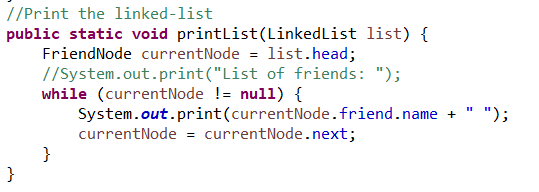 //Print the linked-list
public static void printList(LinkedList list) {
    FriendNode currentNode = list.head;
    //System.out.print("List of friends: ");
    while (currentNode != null) {
        System.out.print(currentNode.friend.name + " ");
        currentNode = currentNode.next;
    }
}